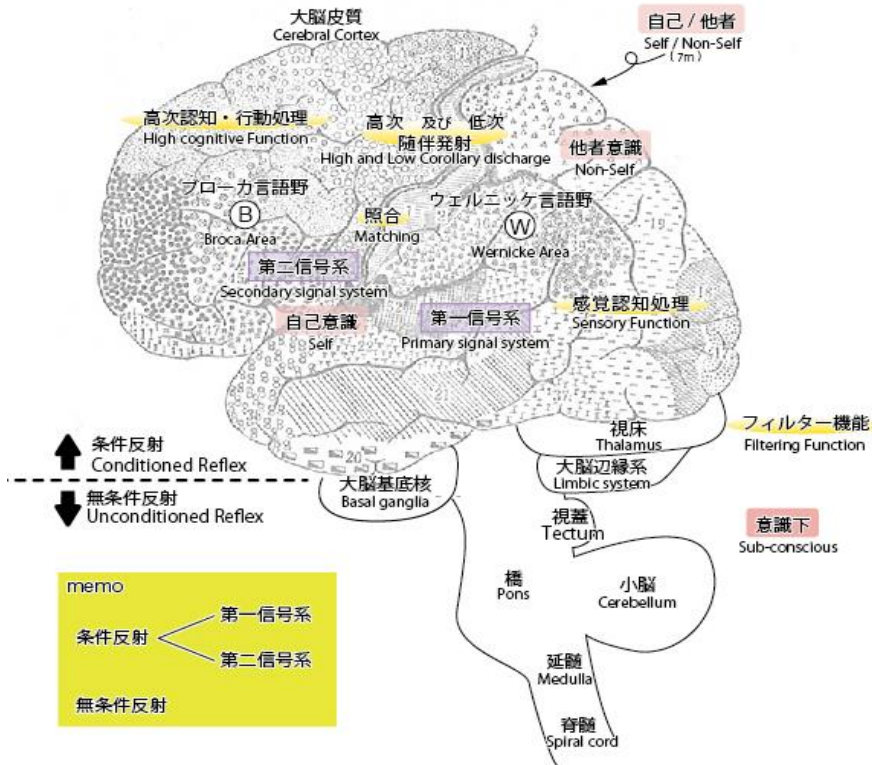 大脳皮質
Cerebral Cortex
3
自己 / 他者
Self / Non-Self
(7m)
高次認知・行動処理
High cognitive Function
高次 及び 低次
随伴発射
High and Low Corollary discharge
他者意識
Non-Self
ブローカ言語野
B
Broca Area
照合
Matching
ウェルニッケ言語野
W
Wernicke Area
19
10
第二信号系
Secondary signal system
自己意識
Self
第一信号系
Primary signal system
感覚認知処理
Sensory Function
21
20
視床
Thalamus
フィルター機能
Filtering Function
条件反射
Conditioned Reflex
大脳辺縁系
Limbic system
大脳基底核
Basal ganglia
無条件反射
Unconditioned Reflex
視蓋
Tectum
意識下
Sub-conscious
橋
Pons
小脳
Cerebellum
memo
条件反射
第一信号系
第二信号系
無条件反射
延髄
Medulla
脊髄
Spiral cord